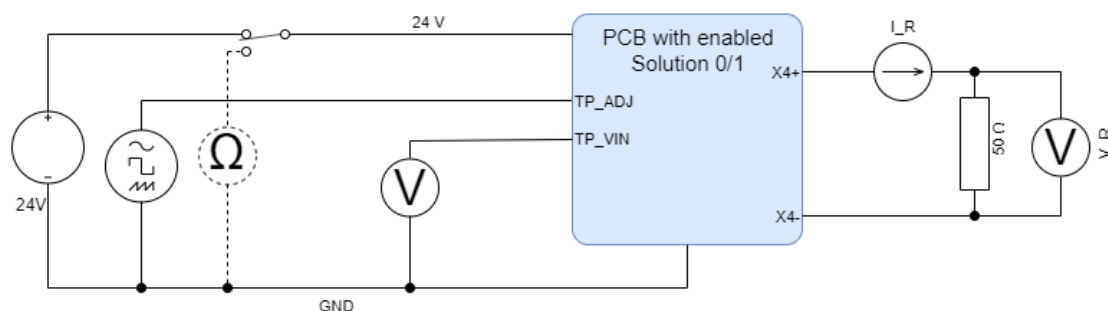 24 V
PCB with enabled
Solution 0/1
I_R
X4+
TP_ADJ
TP_VIN
Ω
V
50 Ω
V
V_R
24V
X4-
GND